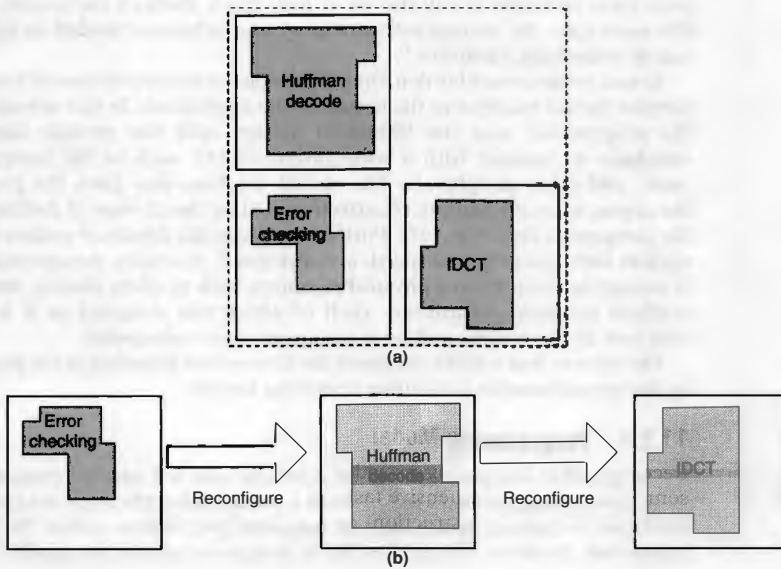 Huffman
decode
Error
checking
IDCT
(a)
Error
checking
Reconfigure
Huffman
decode
Reconfigure
IDCT
(b)